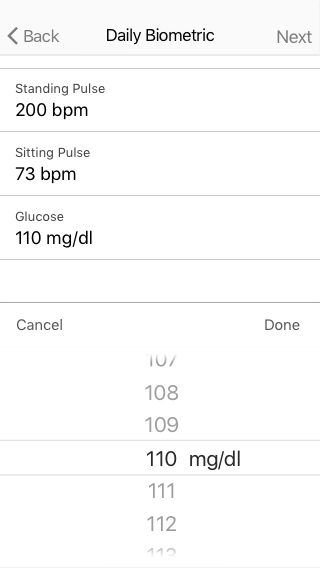 Back Daily Biometric Next
Standing Pulse
200 bpm
Sitting Pulse
73 bpm
Glucose
110 mg/dl
Cancel Done
107
108
109
110 mg/dl
111
112
113